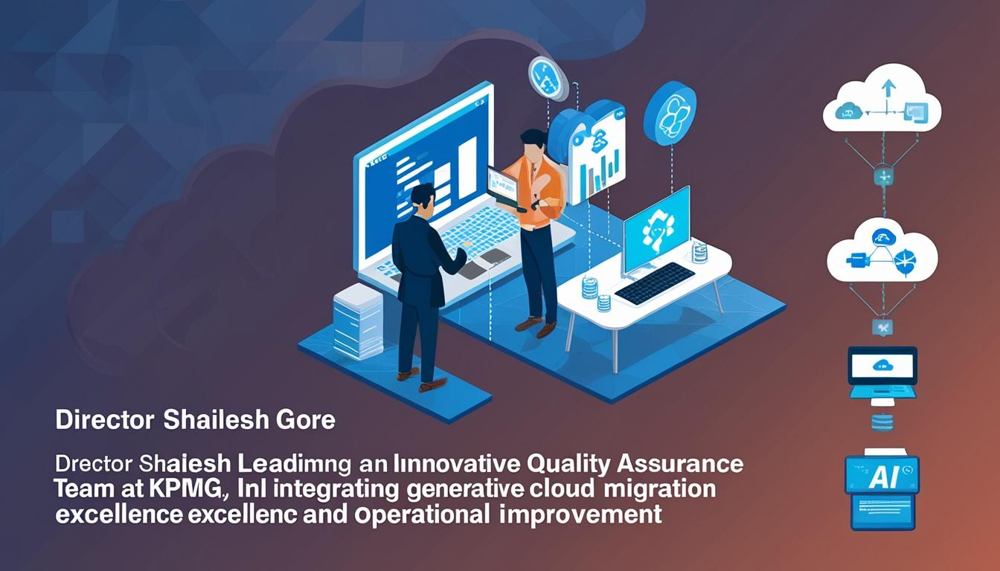 Director Shailesh Gore
Drector Shaiesh Leadimng an Iınnovative Quality Assurance
Team at KPMG, Inl integrating generative cloud migration
excellence excellenc and Operational improvement
AI